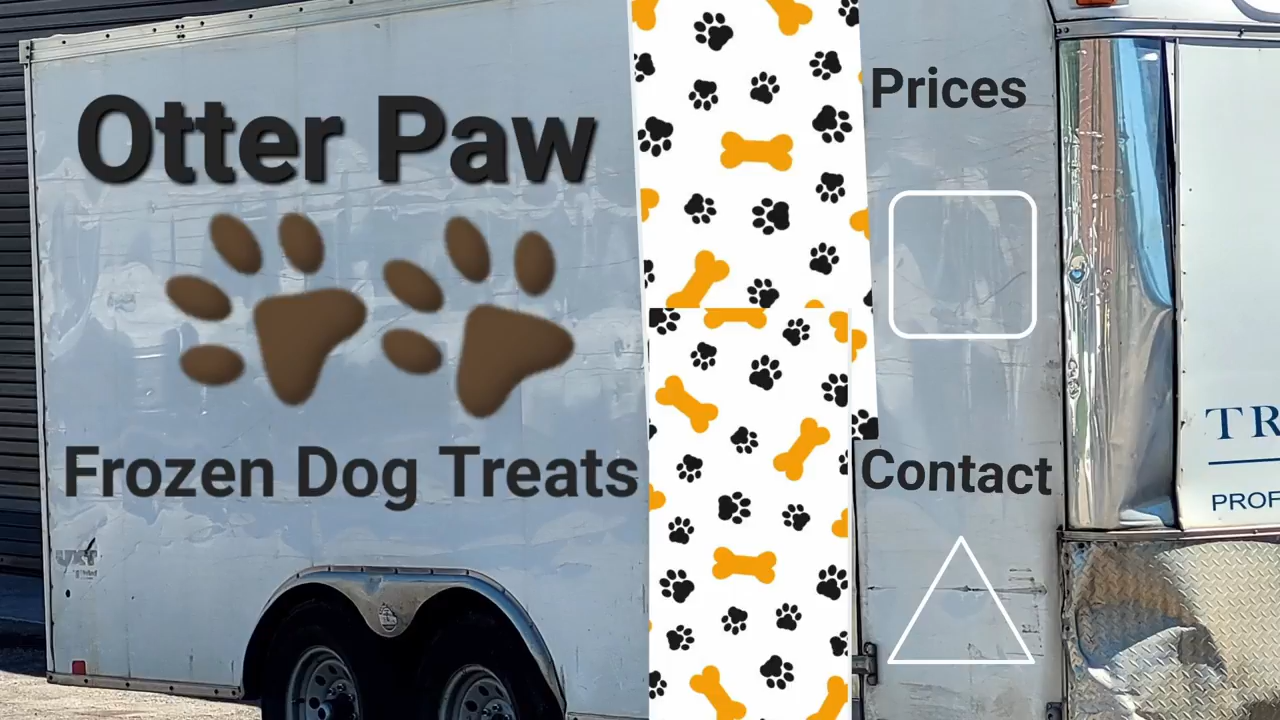 Otter Paw
Frozen Dog Treats
Prices
Contact
TR
PROF